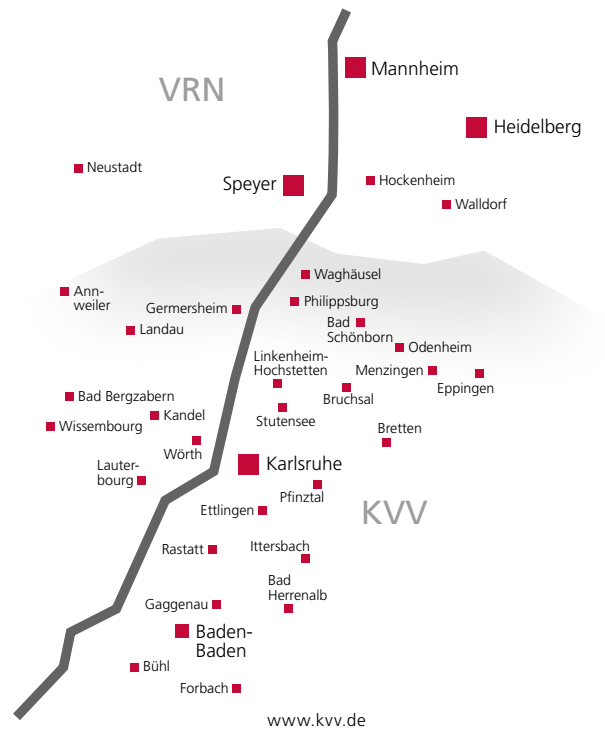 Mannheim
VRN
Heidelberg
Neustadt
Speyer
Hockenheim
Walldorf
Waghäusel
Ann-
weiler
Germersheim
Philippsburg
Landau
Bad
Schönborn
Odenheim
Linkenheim-
Hochstetten
Menzingen
Eppingen
Bad Bergzabern
Bruchsal
Kandel
Stutensee
Wissembourg
Bretten
Wörth
Karlsruhe
Lauter-
bourg
Pfinztal
Ettlingen
KVV
Rastatt
Ittersbach
Bad
Herrenalb
Gaggenau
Baden-
Baden
Bühl
Forbach
www.kvv.de